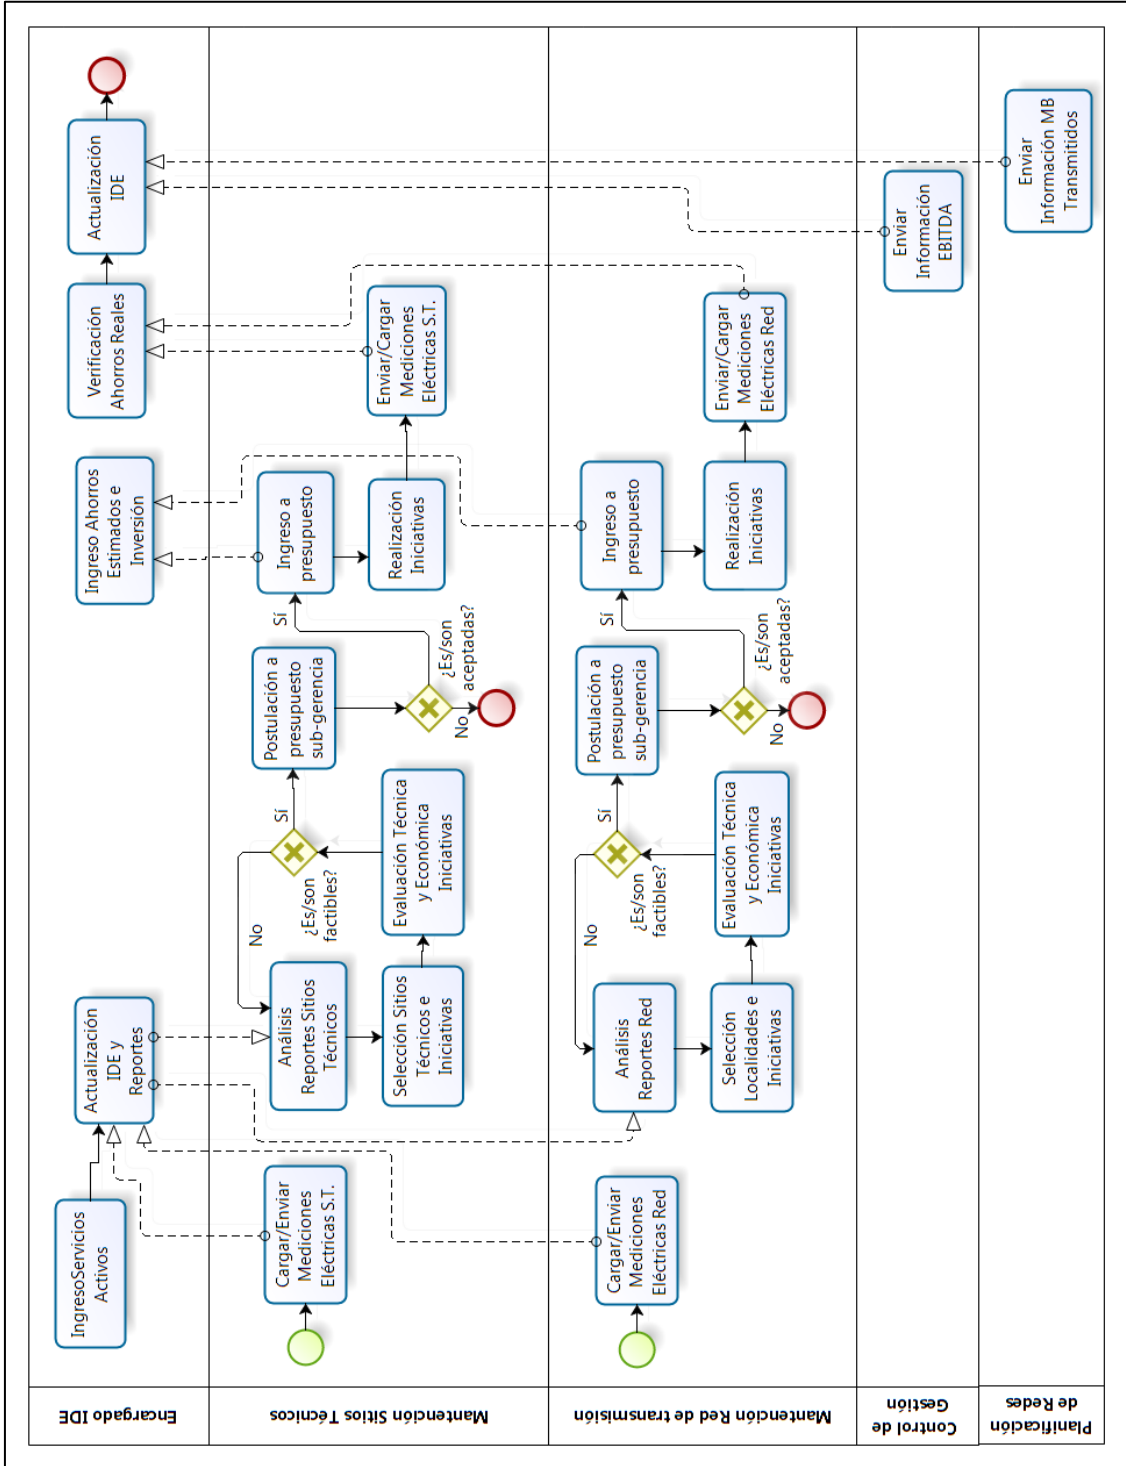 Encargado IDE
IngresoServicios
Activos
Actualización
IDE y
Reportes
Ingreso Ahorros
Estimados e
Inversión
Verificación
Ahorros Reales
Actualización
IDE
Mantención Sitios Técnicos
Cargar/Enviar
Mediciones
Eléctricas S.T.
Análisis
Reportes Sitios
Técnicos
Selección Sitios
Técnicos e
Iniciativas
Evaluación Técnica
y Económica
Iniciativas
¿Es/son
factibles?
No
Sí
Postulación a
presupuesto
sub-gerencia
¿Es/son
aceptadas?
No
Sí
Ingreso a
presupuesto
Realización
Iniciativas
Enviar/Cargar
Mediciones
Eléctricas S.T.
Mantención Red de transmisión
Cargar/Enviar
Mediciones
Eléctricas Red
Análisis
Reportes Red
Selección
Localidades e
Iniciativas
Evaluación Técnica
y Económica
Iniciativas
¿Es/son
factibles?
No
Sí
Postulación a
presupuesto
sub-gerencia
¿Es/son
aceptadas?
No
Sí
Ingreso a
presupuesto
Realización
Iniciativas
Enviar/Cargar
Mediciones
Eléctricas Red
Control de
Gestión
Enviar
Información
EBITDA
Planificación
de Redes
Enviar
Información MB
Transmitidos